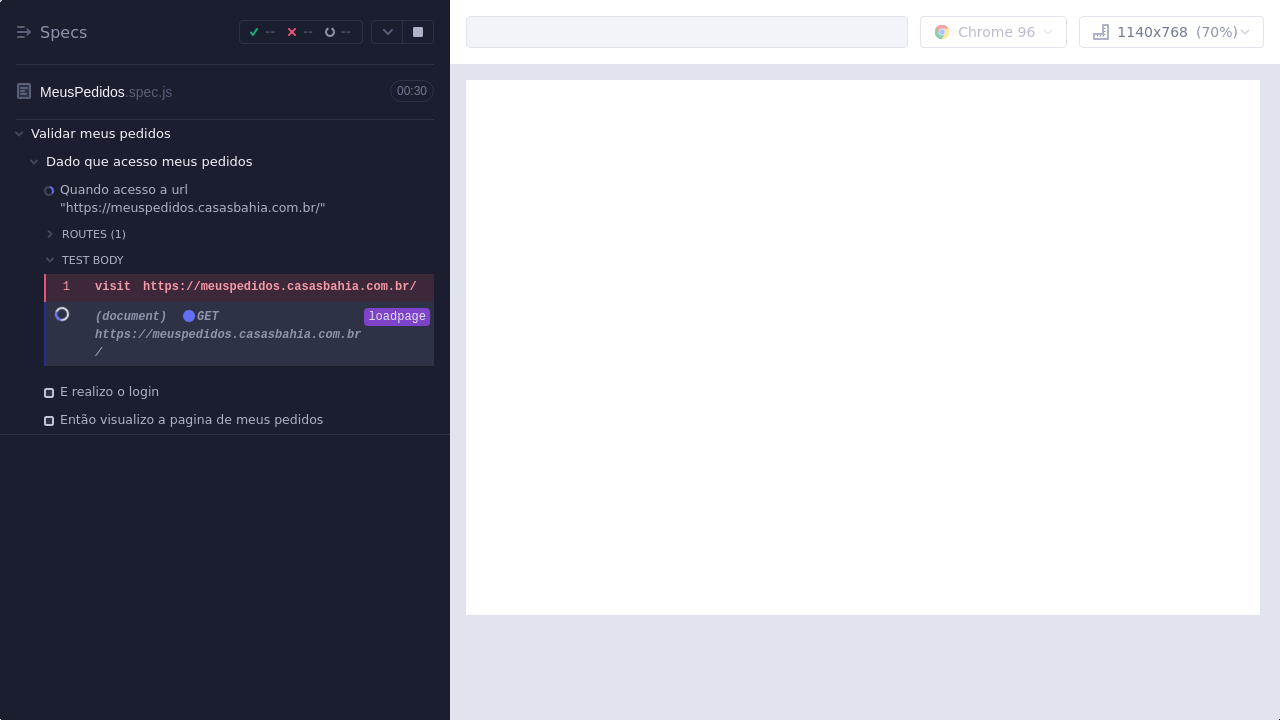 Specs
-- -- --
Chrome 96
1140x768 (70%)
MeusPedidos.spec.js
00:30
Validar meus pedidos
Dado que acesso meus pedidos
Quando acesso a url
"https://meuspedidos.casasbahia.com.br/"
ROUTES (1)
TEST BODY
1 visit https://meuspedidos.casasbahia.com.br/
(document) GET loadpage
https://meuspedidos.casasbahia.com.br
/
E realizo o login
Então visualizo a pagina de meus pedidos